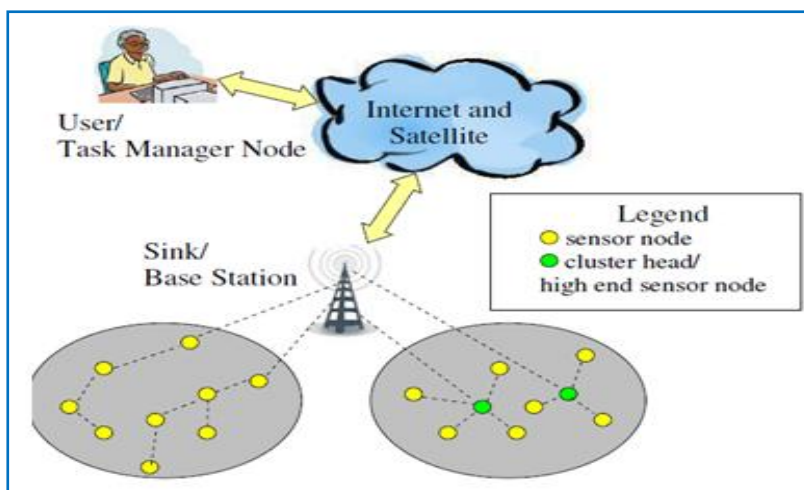 User/
Task Manager Node
Internet and
Satellite
Sink/
Base Station
Legend
sensor node
cluster head/
high end sensor node